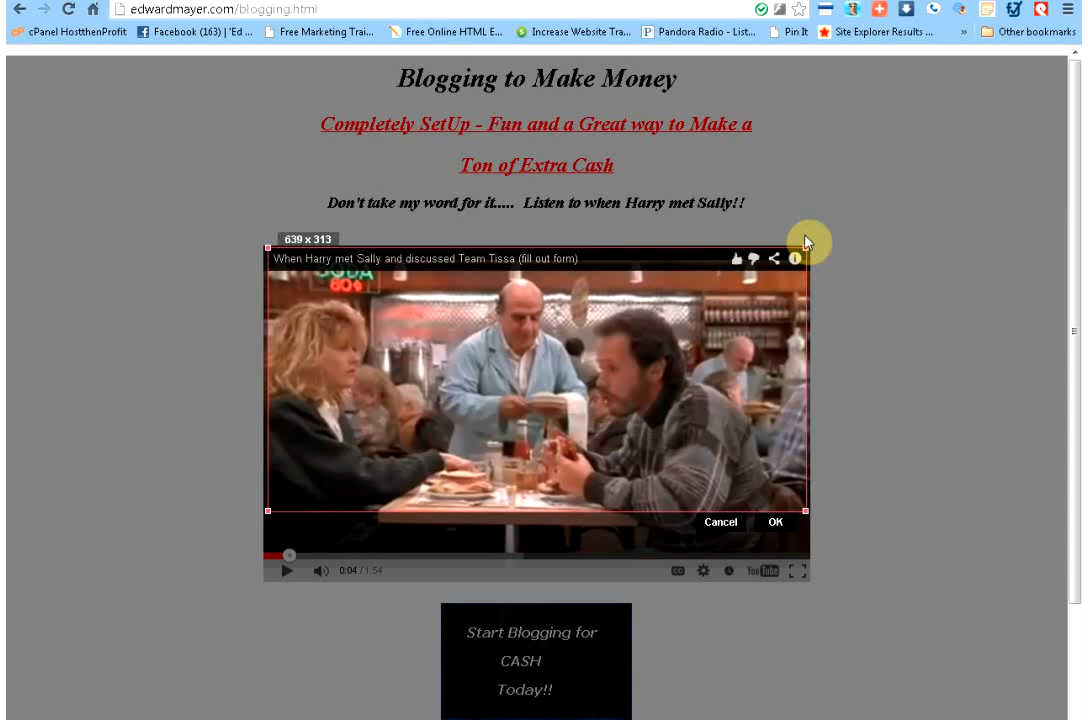 edwardmayer.com/blogging.html
cPanel HostthenProfit
Facebook (163) | 'Ed ...
Free Marketing Trai...
Free Online HTML E...
Increase Website Tra...
Pandora Radio - List...
Pin It
Site Explorer Results ...
»
Other bookmarks
Blogging to Make Money
Completely SetUp - Fun and a Great way to Make a
Ton of Extra Cash
Don't take my word for it..... Listen to when Harry met Sally!!
639 x 313
When Harry met Sally and discussed Team Tissa (fill out form)
SODA
80¢
Cancel
OK
0:04 / 1:54
CC
YouTube
Start Blogging for
CASH
Today!!